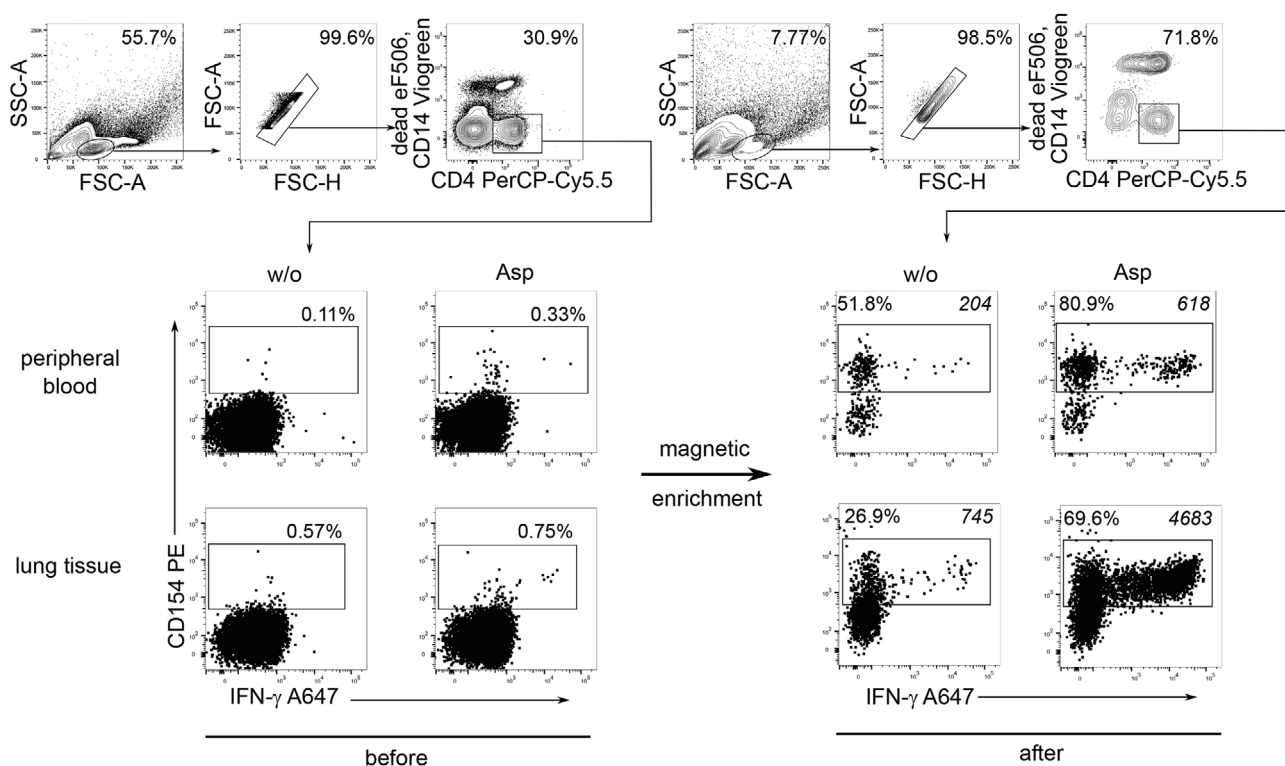 55.7%
99.6%
30.9%
7.77%
98.5%
71.8%
SSC-A
FSC-A
dead eF506,
CD14 Viogreen
SSC-A
FSC-A
dead eF506,
CD14 Viogreen
FSC-A
FSC-H
CD4 PerCP-Cy5.5
FSC-A
FSC-H
CD4 PerCP-Cy5.5
w/o
Asp
w/o
Asp
0.11%
0.33%
51.8% 204
80.9% 618
peripheral
blood
magnetic
enrichment
0.57%
0.75%
26.9% 745
69.6% 4683
lung tissue
CD154 PE
IFN-γ A647
IFN-γ A647
before
after